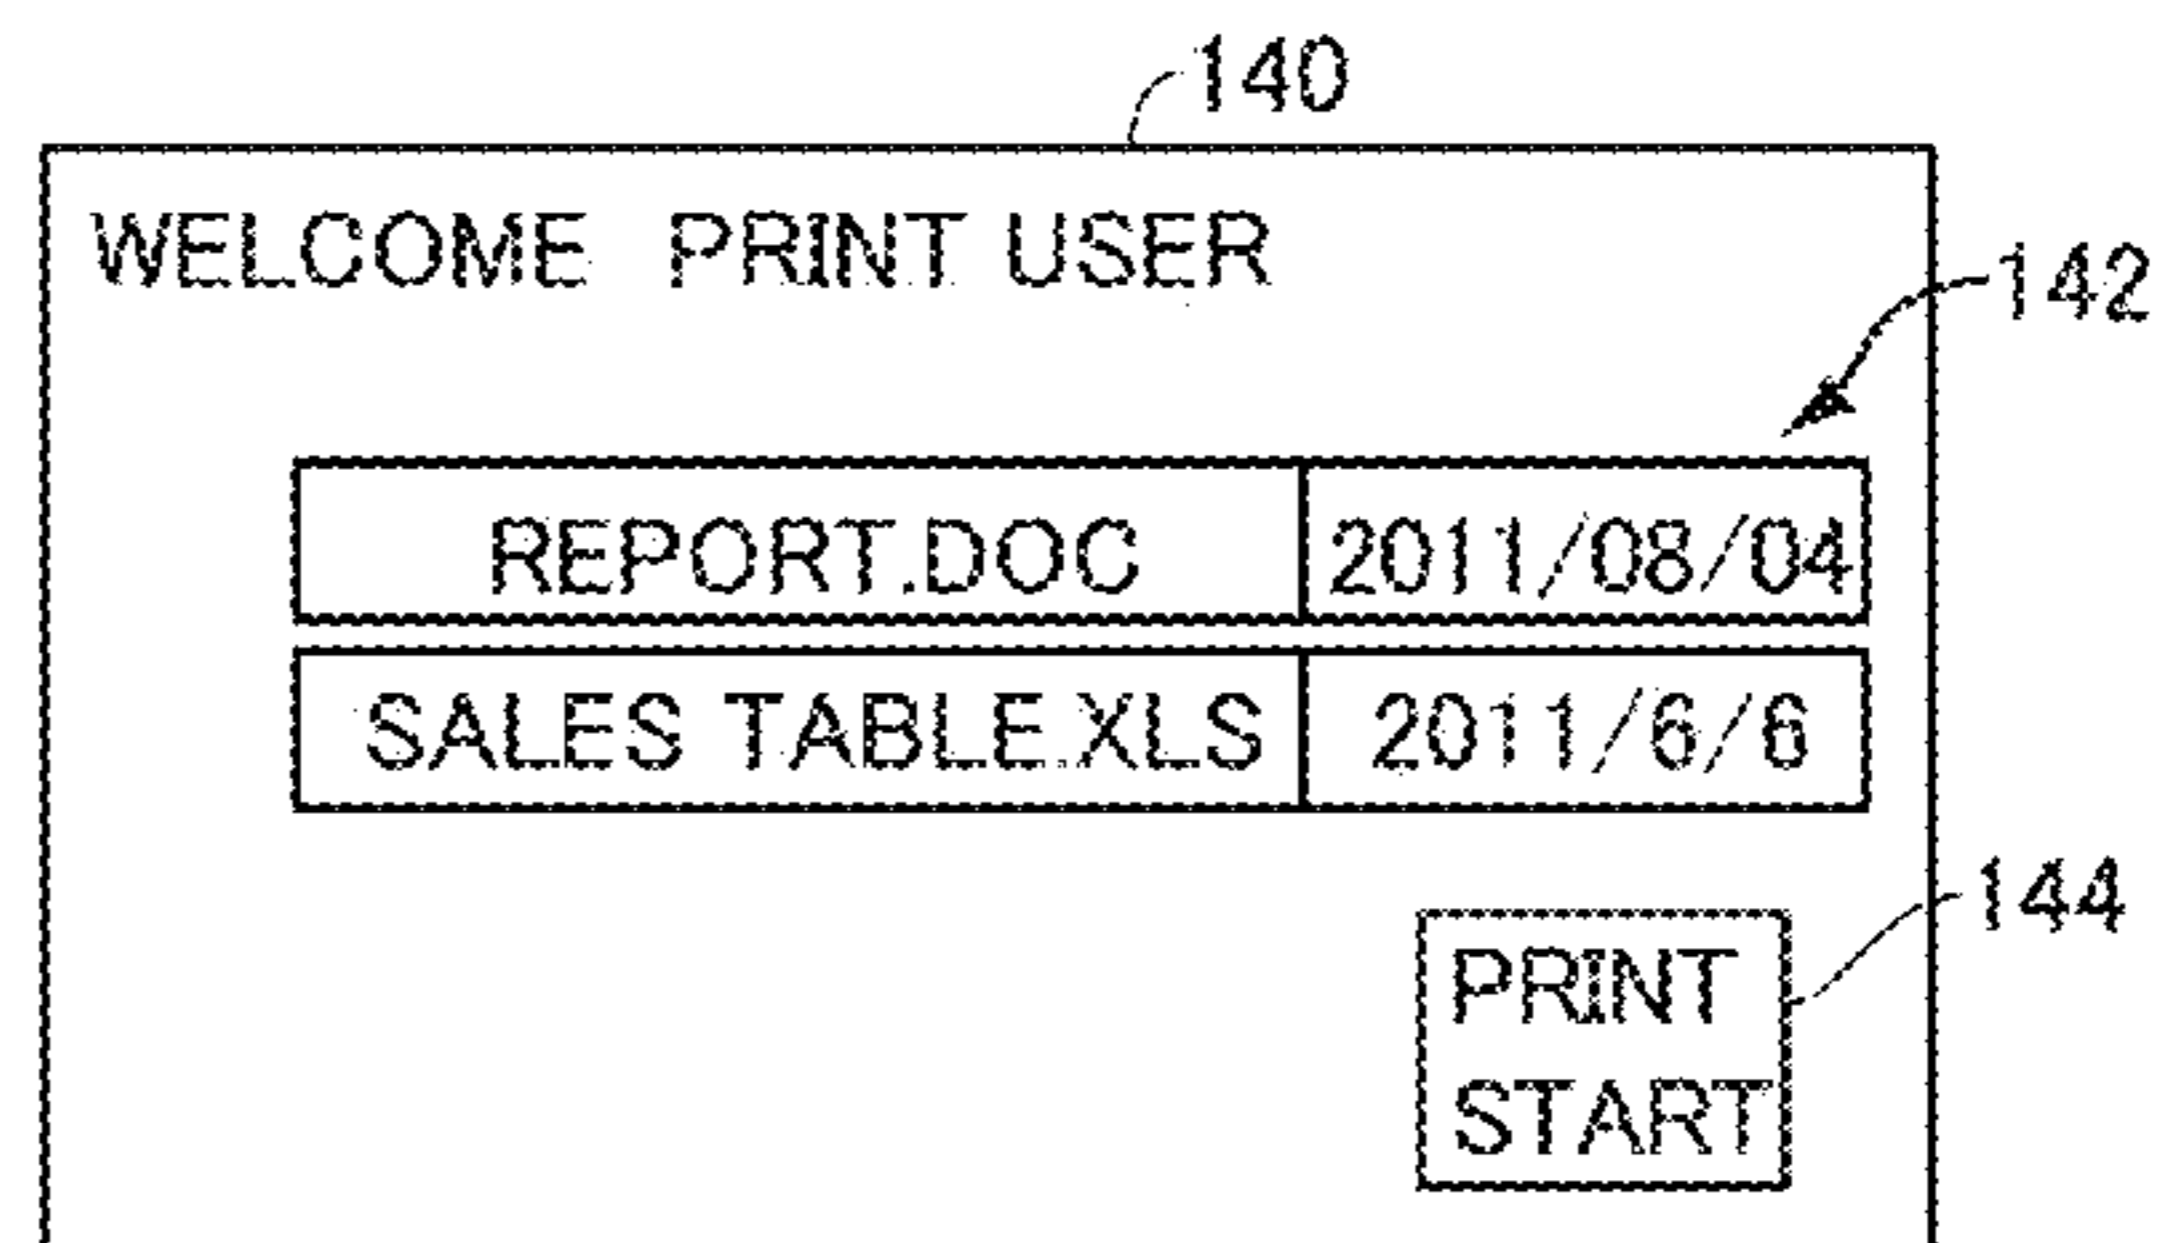 140
WELCOME PRINT USER
142
REPORT.DOC 2011/08/04
SALES TABLE.XLS 2011/6/6
144
PRINT
START